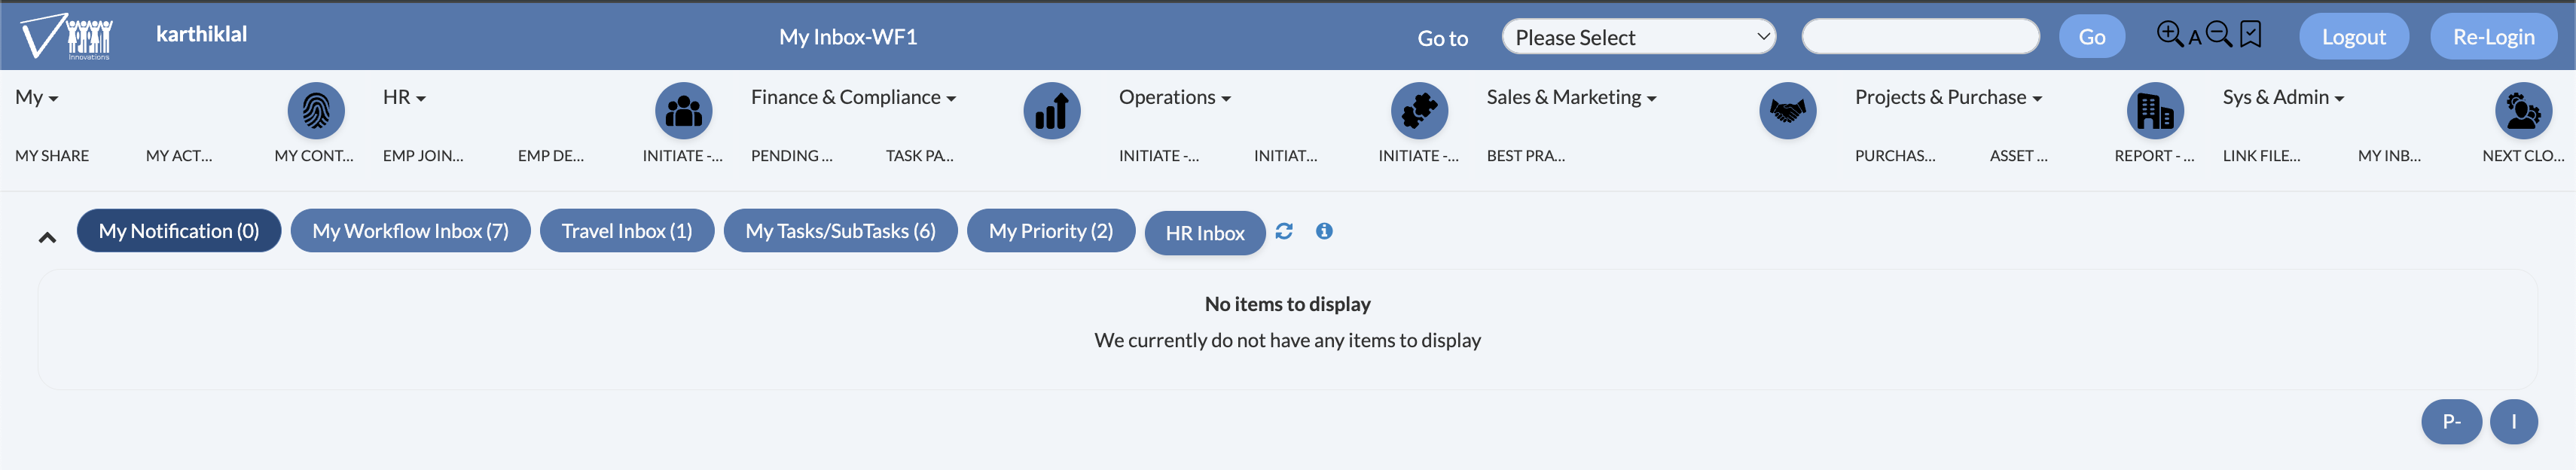 Innovations
karthiklal
My Inbox-WF1
Go to
Please Select
Go
A
Logout
Re-Login
My
HR
Finance & Compliance
Operations
Sales & Marketing
Projects & Purchase
Sys & Admin
MY SHARE MY ACT... MY CONT... EMP JOIN... EMP DE... INITIATE -... PENDING ... TASK PA... INITIATE -... INITIAT... INITIATE -... BEST PRA... PURCHAS... ASSET ... REPORT - ... LINK FILE... MY INB... NEXT CLO...
My Notification (0) My Workflow Inbox (7) Travel Inbox (1) My Tasks/SubTasks (6) My Priority (2) HR Inbox
No items to display
We currently do not have any items to display
P- I